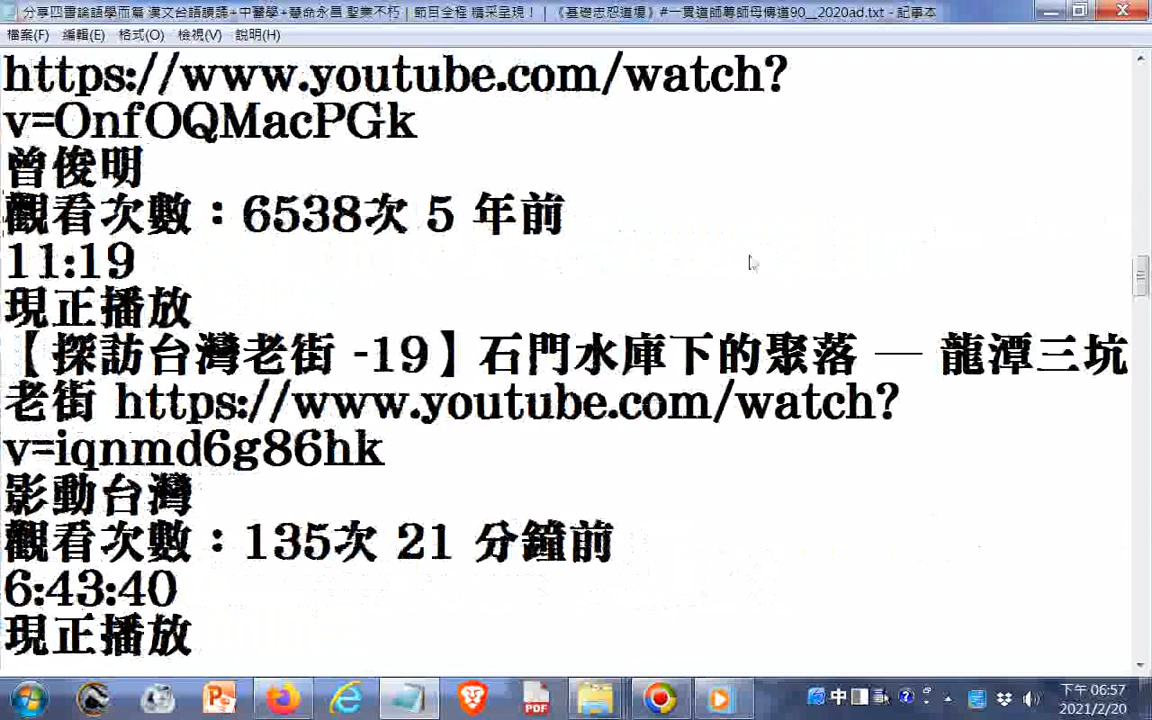 分享四書論語學而篇 漢文台語讀譯+中醫學+慧命永昌 聖業不朽 | 節目全程 精采呈現！ | 《基礎忠恕道場》#一貫道師尊師母傳道90__2020ad.txt - 記事本
檔案(F) 編輯(E) 格式(O) 檢視(V) 說明(H)
https://www.youtube.com/watch?
v=OnfOQMacPGk
曾俊明
觀看次數：6538次 5 年前
11:19
現正播放
【探訪台灣老街 -19】石門水庫下的聚落 — 龍潭三坑
老街 https://www.youtube.com/watch?
v=iqnmd6g86hk
影動台灣
觀看次數：135次 21 分鐘前
6:43:40
現正播放
PDF
中
下午 06:57
2021/2/20